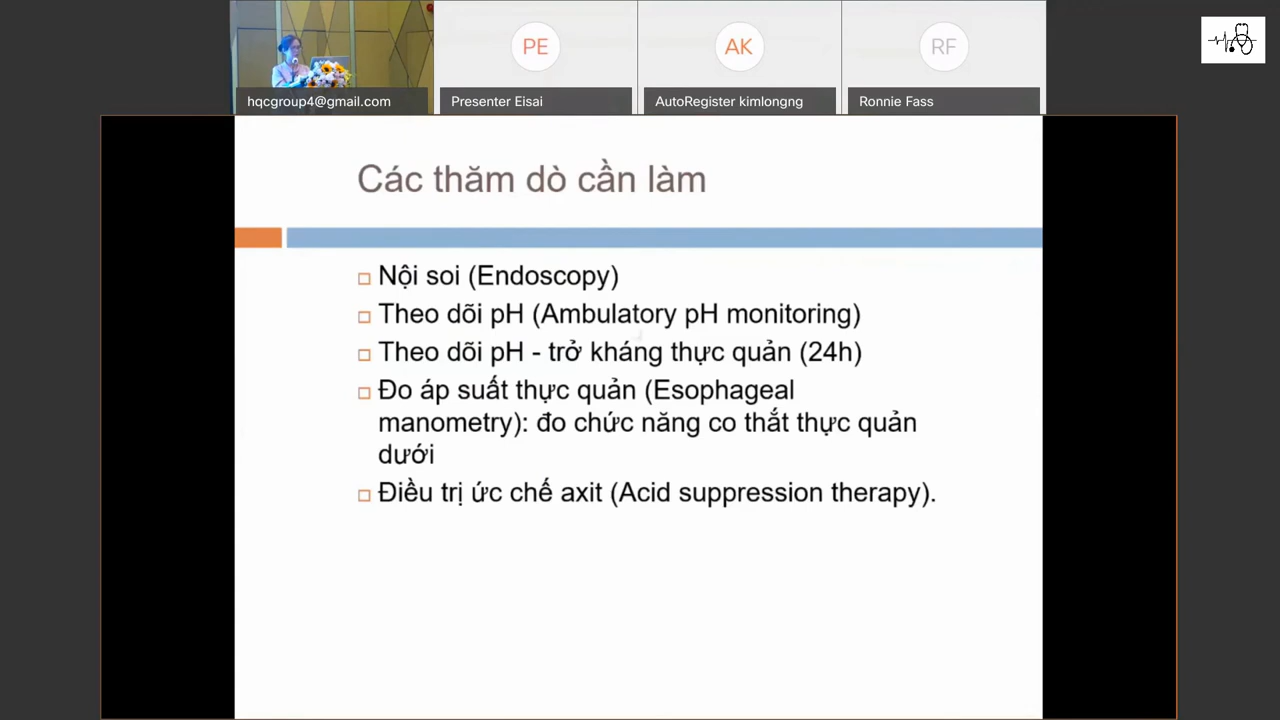 PE
AK
RF
hqcgroup4@gmail.com
Presenter Eisai
AutoRegister kimlongng
Ronnie Fass
Các thăm dò cần làm
Nội soi (Endoscopy)
Theo dõi pH (Ambulatory pH monitoring)
Theo dõi pH - trở kháng thực quản (24h)
Đo áp suất thực quản (Esophageal
manometry): đo chức năng co thắt thực quản
dưới
Điều trị ức chế axit (Acid suppression therapy).